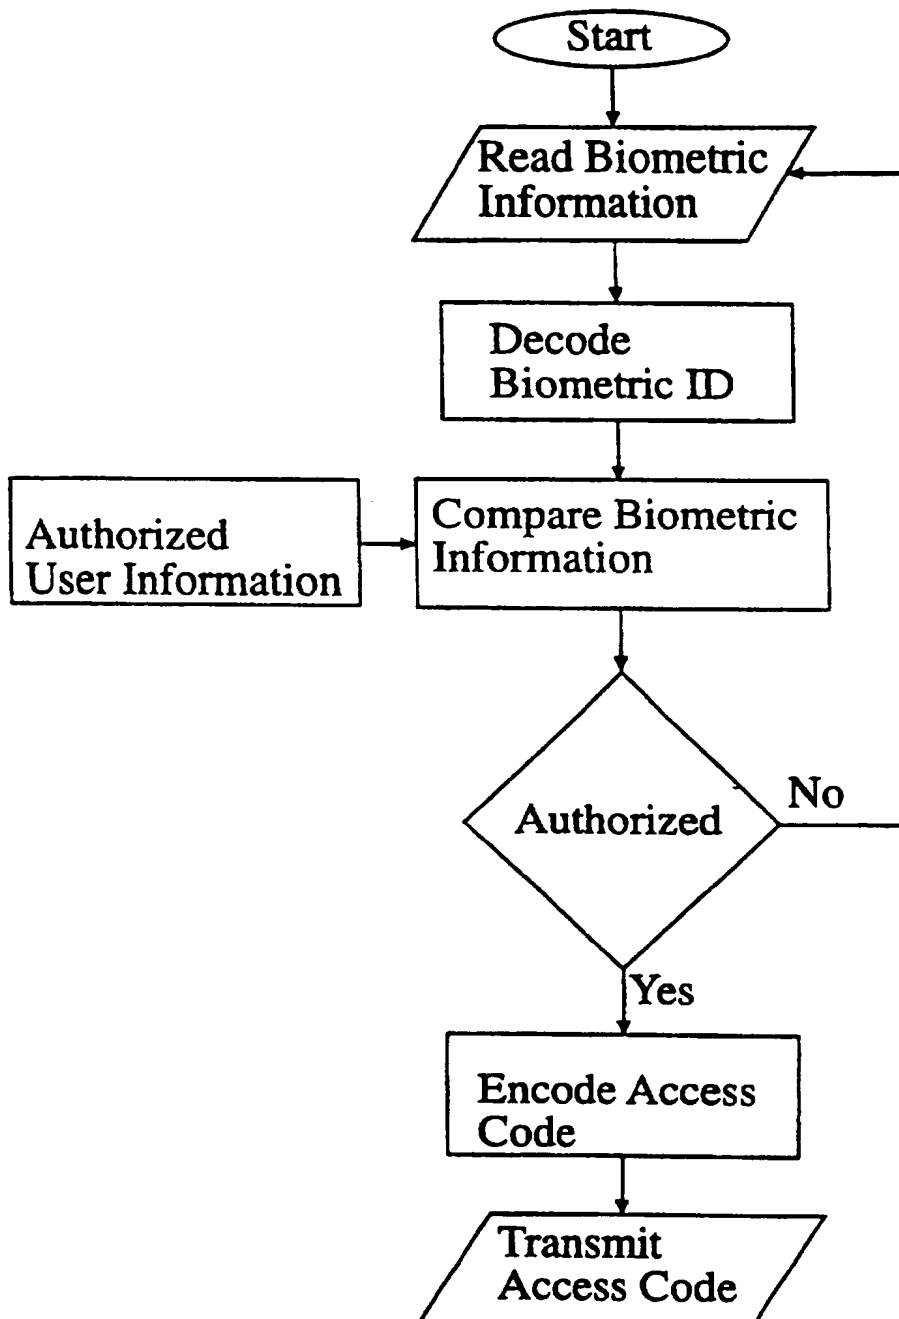 Start
Read Biometric
Information
Decode
Biometric ID
Authorized
User Information
Compare Biometric
Information
Authorized
No
Yes
Encode Access
Code
Transmit
Access Code